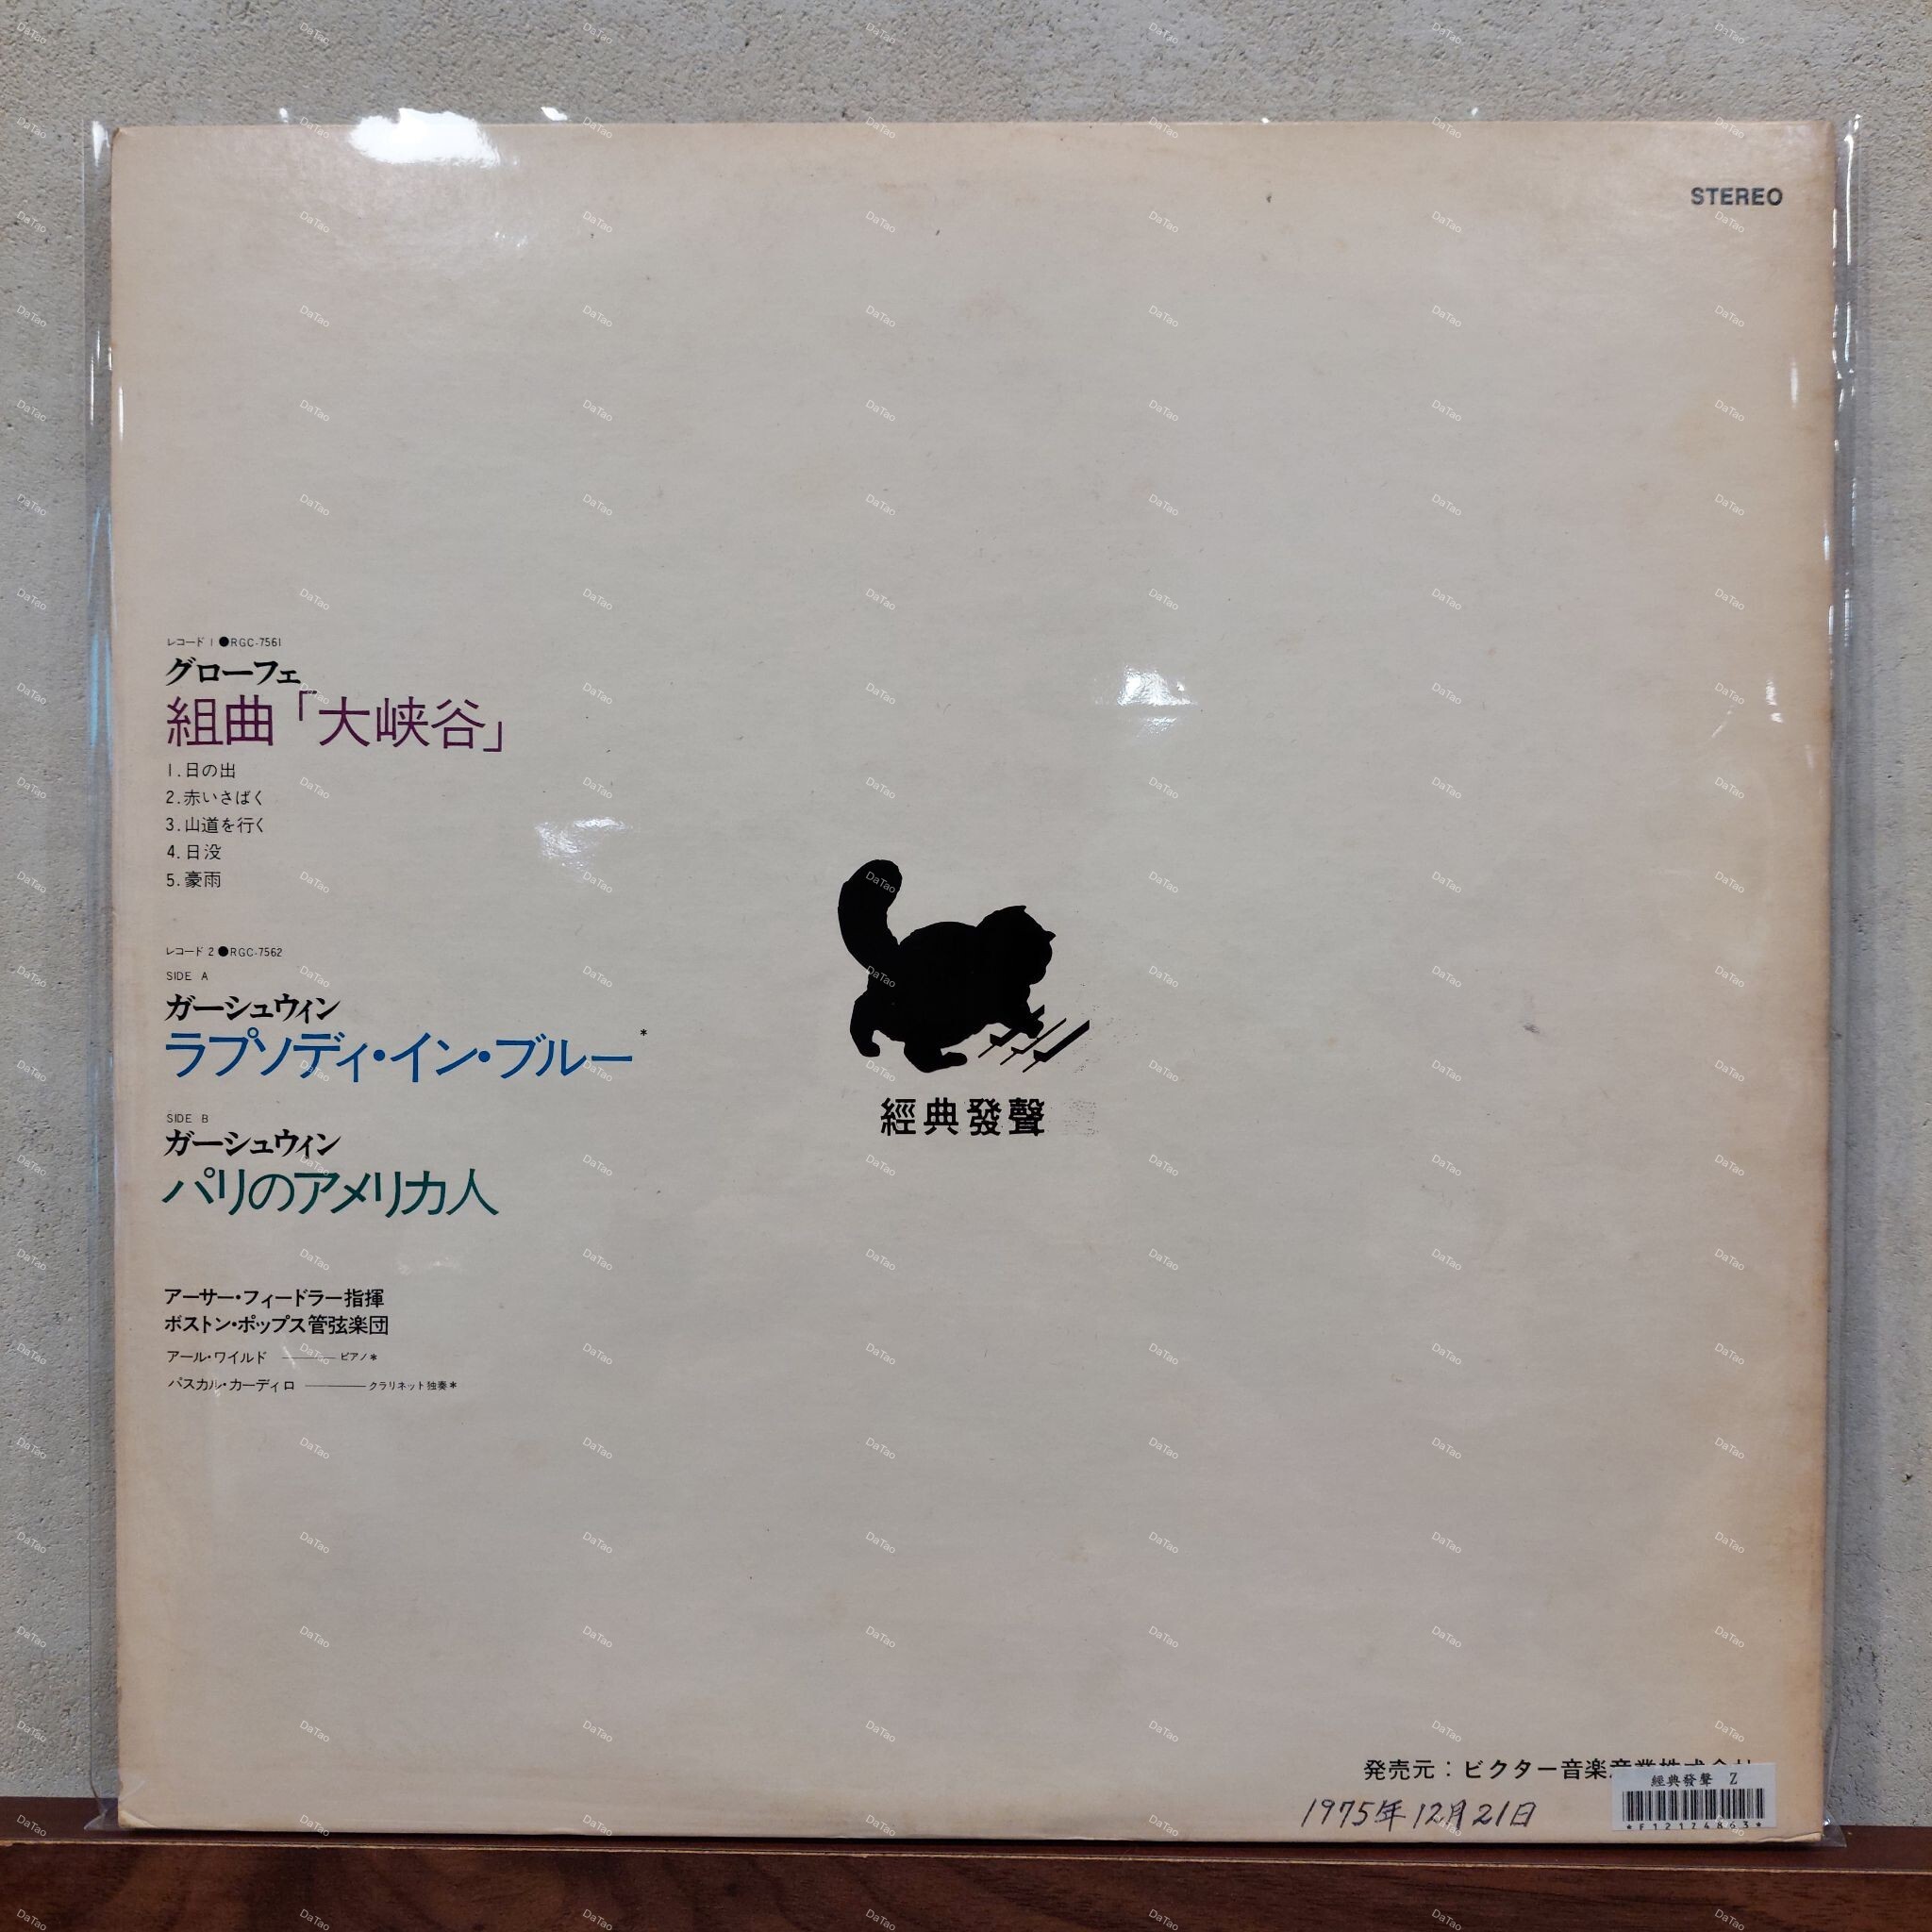 STEREO
レコード 1 ●RGC-7561
グローフェ
組曲「大峡谷」
1.日の出
2.赤いさばく
3.山道を行く
4.日没
5.豪雨
レコード 2 ●RGC-7562
SIDE A
ガーシュウィン
ラプソディ・イン・ブルー*
SIDE B
ガーシュウィン
パリのアメリカ人
アーサー・フィードラー指揮
ボストン・ポップス管弦楽団
アール・ワイルド ——— ピアノ*
パスカル・カーディロ ——— クラリネット独奏*
經典發聲
発売元：ビクター音楽産業株式会社
1975年12月21日
經典發聲 Z
*F12174863*
DaTao